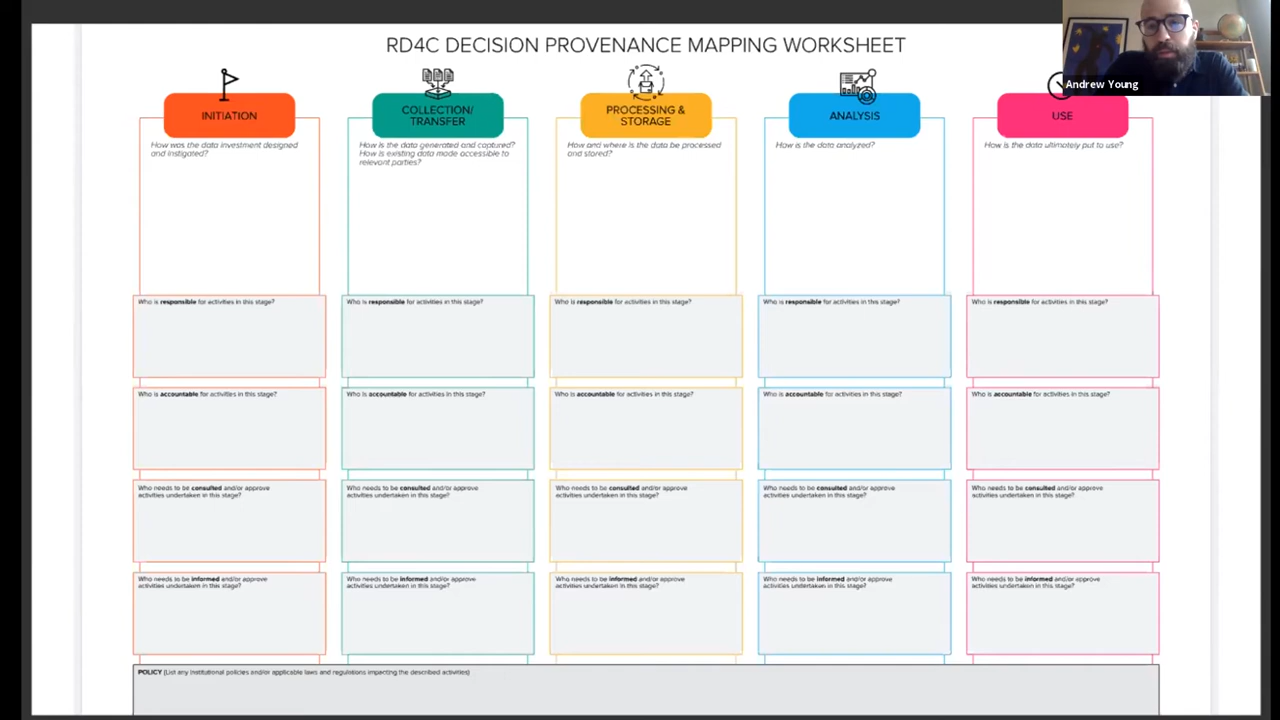 RD4C DECISION PROVENANCE MAPPING WORKSHEET
Andrew Young
INITIATION
How was the data investment designed
and instigated?
Who is responsible for activities in this stage?
Who is accountable for activities in this stage?
Who needs to be consulted and/or approve
activities undertaken in this stage?
Who needs to be informed and/or approve
activities undertaken in this stage?
COLLECTION/
TRANSFER
How is the data generated and captured?
How is existing data made accessible to
relevant parties?
Who is responsible for activities in this stage?
Who is accountable for activities in this stage?
Who needs to be consulted and/or approve
activities undertaken in this stage?
Who needs to be informed and/or approve
activities undertaken in this stage?
PROCESSING &
STORAGE
How and where is the data be processed
and stored?
Who is responsible for activities in this stage?
Who is accountable for activities in this stage?
Who needs to be consulted and/or approve
activities undertaken in this stage?
Who needs to be informed and/or approve
activities undertaken in this stage?
ANALYSIS
How is the data analyzed?
Who is responsible for activities in this stage?
Who is accountable for activities in this stage?
Who needs to be consulted and/or approve
activities undertaken in this stage?
Who needs to be informed and/or approve
activities undertaken in this stage?
USE
How is the data ultimately put to use?
Who is responsible for activities in this stage?
Who is accountable for activities in this stage?
Who needs to be consulted and/or approve
activities undertaken in this stage?
Who needs to be informed and/or approve
activities undertaken in this stage?
POLICY (List any institutional policies and/or applicable laws and regulations impacting the described activities)